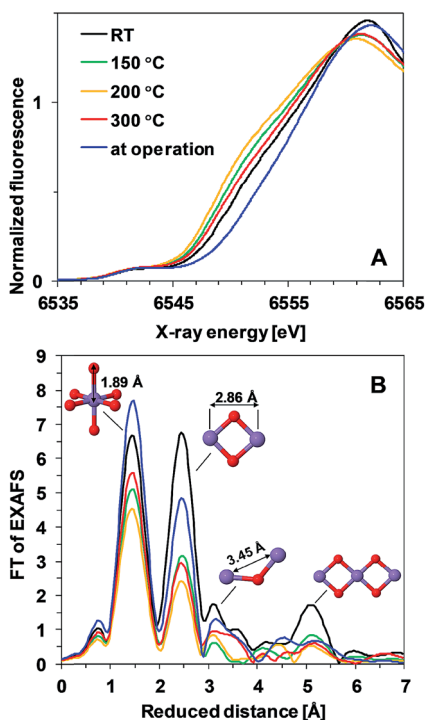 Normalized fluorescence
1
0
RT
150 °C
200 °C
300 °C
at operation
A
6535 6545 6555 6565
X-ray energy [eV]
FT of EXAFS
9
8
7
6
5
4
3
2
1
0
B
1.89 Å
2.86 Å
3.45 Å
0 1 2 3 4 5 6 7
Reduced distance [Å]